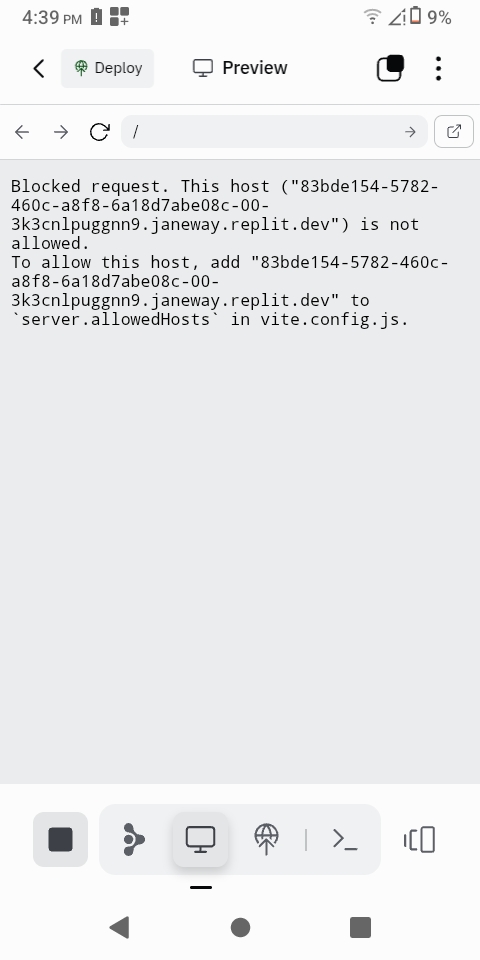 4:39 PM 9%
Deploy Preview
/
Blocked request. This host ("83bde154-5782-
460c-a8f8-6a18d7abe08c-00-
3k3cnlpuggnn9.janeway.replit.dev") is not
allowed.
To allow this host, add "83bde154-5782-460c-
a8f8-6a18d7abe08c-00-
3k3cnlpuggnn9.janeway.replit.dev" to
`server.allowedHosts` in vite.config.js.